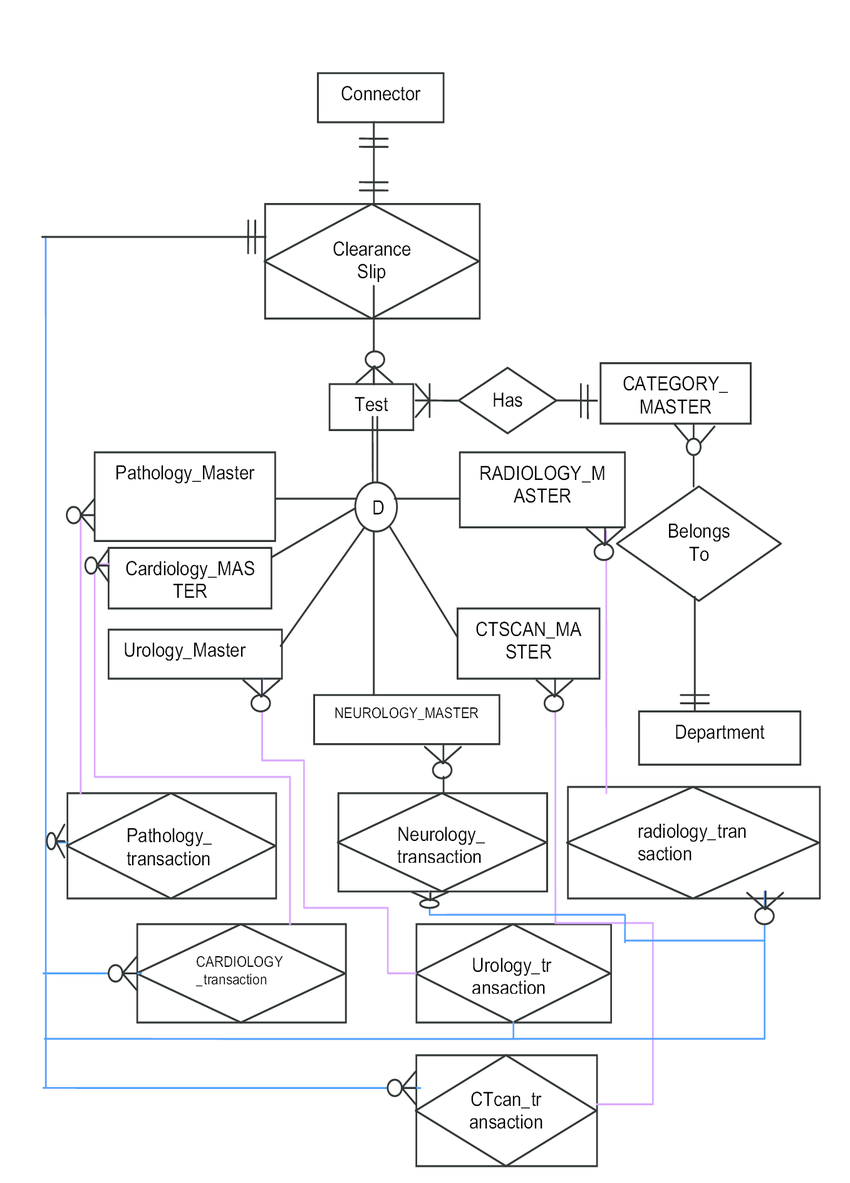 Connector
Clearance
Slip
Test
Has
CATEGORY_
MASTER
Pathology_Master
RADIOLOGY_M
ASTER
D
Belongs
To
Cardiology_MAS
TER
Urology_Master
CTSCAN_MA
STER
NEUROLOGY_MASTER
Department
Pathology_
transaction
Neurology_
transaction
radiology_tran
saction
CARDIOLOGY
_transaction
Urology_tr
ansaction
CTcan_tr
ansaction